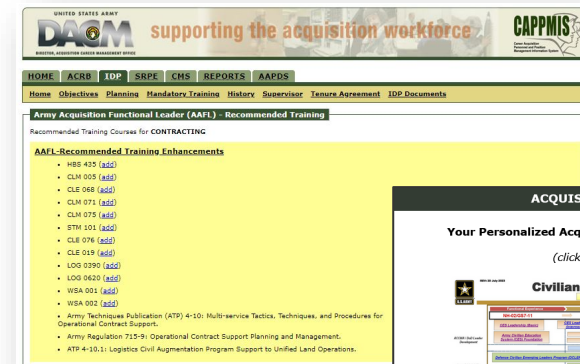 UNITED STATES ARMY
DACM
DIRECTOR, ACQUISITION CAREER MANAGEMENT OFFICE
supporting the acquisition workforce
CAPPMIS
Career Acquisition
Personnel and Position
Management Information System
HOME ACRB IDP SRPE CMS REPORTS AAPDS
Home Objectives Planning Mandatory Training History Supervisor Tenure Agreement IDP Documents
Army Acquisition Functional Leader (AAFL) - Recommended Training
Recommended Training Courses for CONTRACTING
AAFL-Recommended Training Enhancements
• HBS 435 (add)
• CLM 005 (add)
• CLE 068 (add)
• CLM 071 (add)
• CLM 075 (add)
• STM 101 (add)
• CLE 076 (add)
• CLE 019 (add)
• LOG 0390 (add)
• LOG 0620 (add)
• WSA 001 (add)
• WSA 002 (add)
• Army Techniques Publication (ATP) 4-10: Multi-service Tactics, Techniques, and Procedures for
Operational Contract Support.
• Army Regulation 715-9: Operational Contract Support Planning and Management.
• ATP 4-10.1: Logistics Civil Augmentation Program Support to Unified Land Operations.
ACQUIS
Your Personalized Acq
(click
U.S. ARMY
Civilian
NH-02/GS7-11